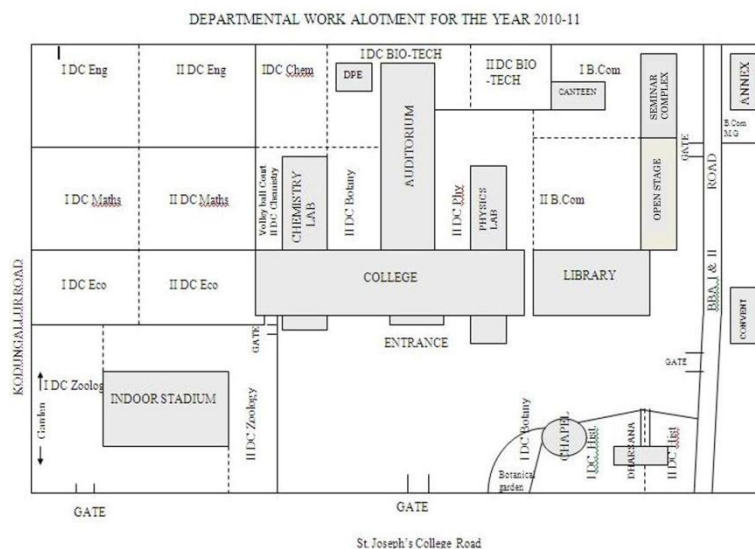 DEPARTMENTAL WORK ALOTMENT FOR THE YEAR 2010-11
I DC Eng
II DC Eng
IDC Chem
I DC BIO-TECH
DPE
II DC BIO
-TECH
I B.Com
CANTEEN
SEMINAR
COMPLEX
ANNEX
B.Com
M.G
GATE
ROAD
AUDITORIUM
I DC Maths
II DC Maths
Volley ball Court
II DC Chemistry
CHEMISTRY
LAB
II DC Botany
II DC Phy
PHYSICS
LAB
II B.Com
OPEN STAGE
I DC Eco
II DC Eco
COLLEGE
LIBRARY
BBA I & II
CONVENT
KODUNGALLUR ROAD
GATE
ENTRANCE
GATE
I DC Zoolog
INDOOR STADIUM
Garden
II DC Zoology
I DC Botany
CHAPEL
I DC Hist.
DHARSANA
II DC Hist
Botanical
garden
GATE
GATE
St. Joseph's College Road